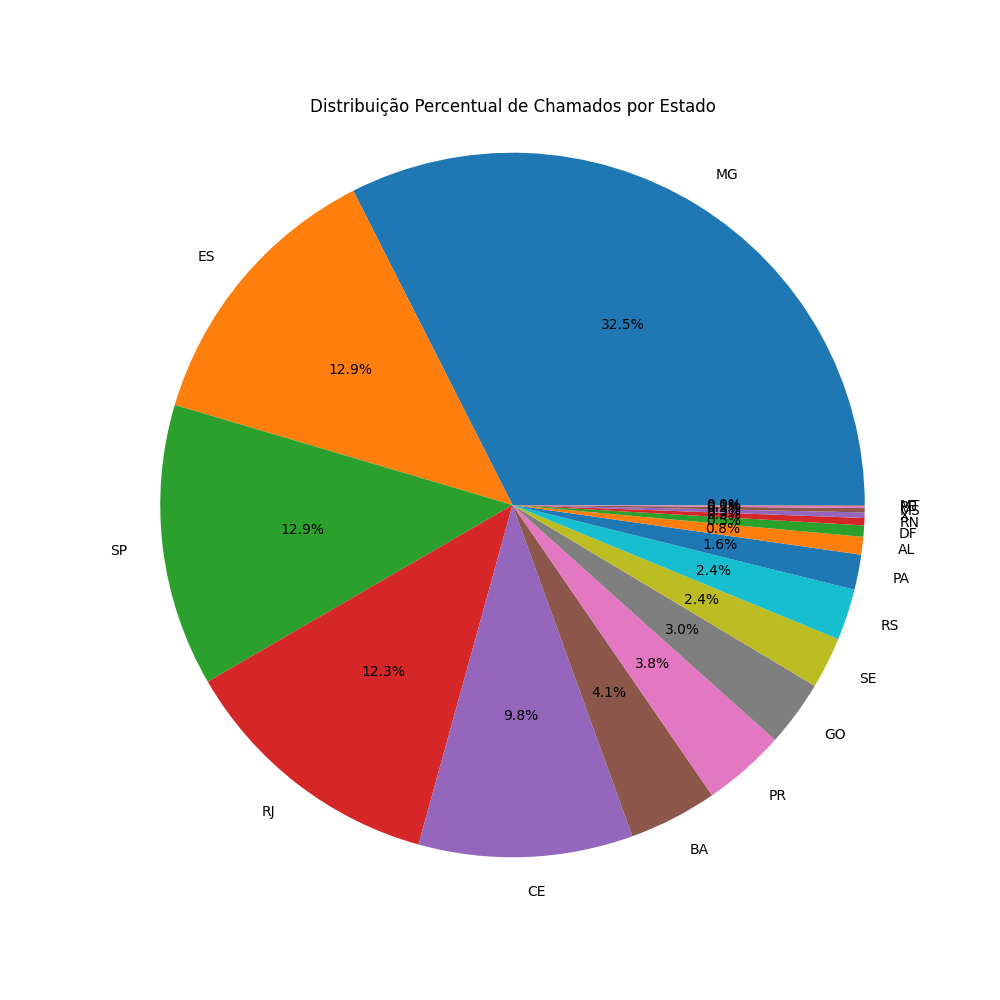 Distribuição Percentual de Chamados por Estado
MG
32.5%
ES
12.9%
SP
12.9%
RJ
12.3%
CE
9.8%
BA
4.1%
PR
3.8%
GO
3.0%
SE
2.4%
RS
2.4%
PA
1.6%
AL
0.8%
DF
0.5%
RN